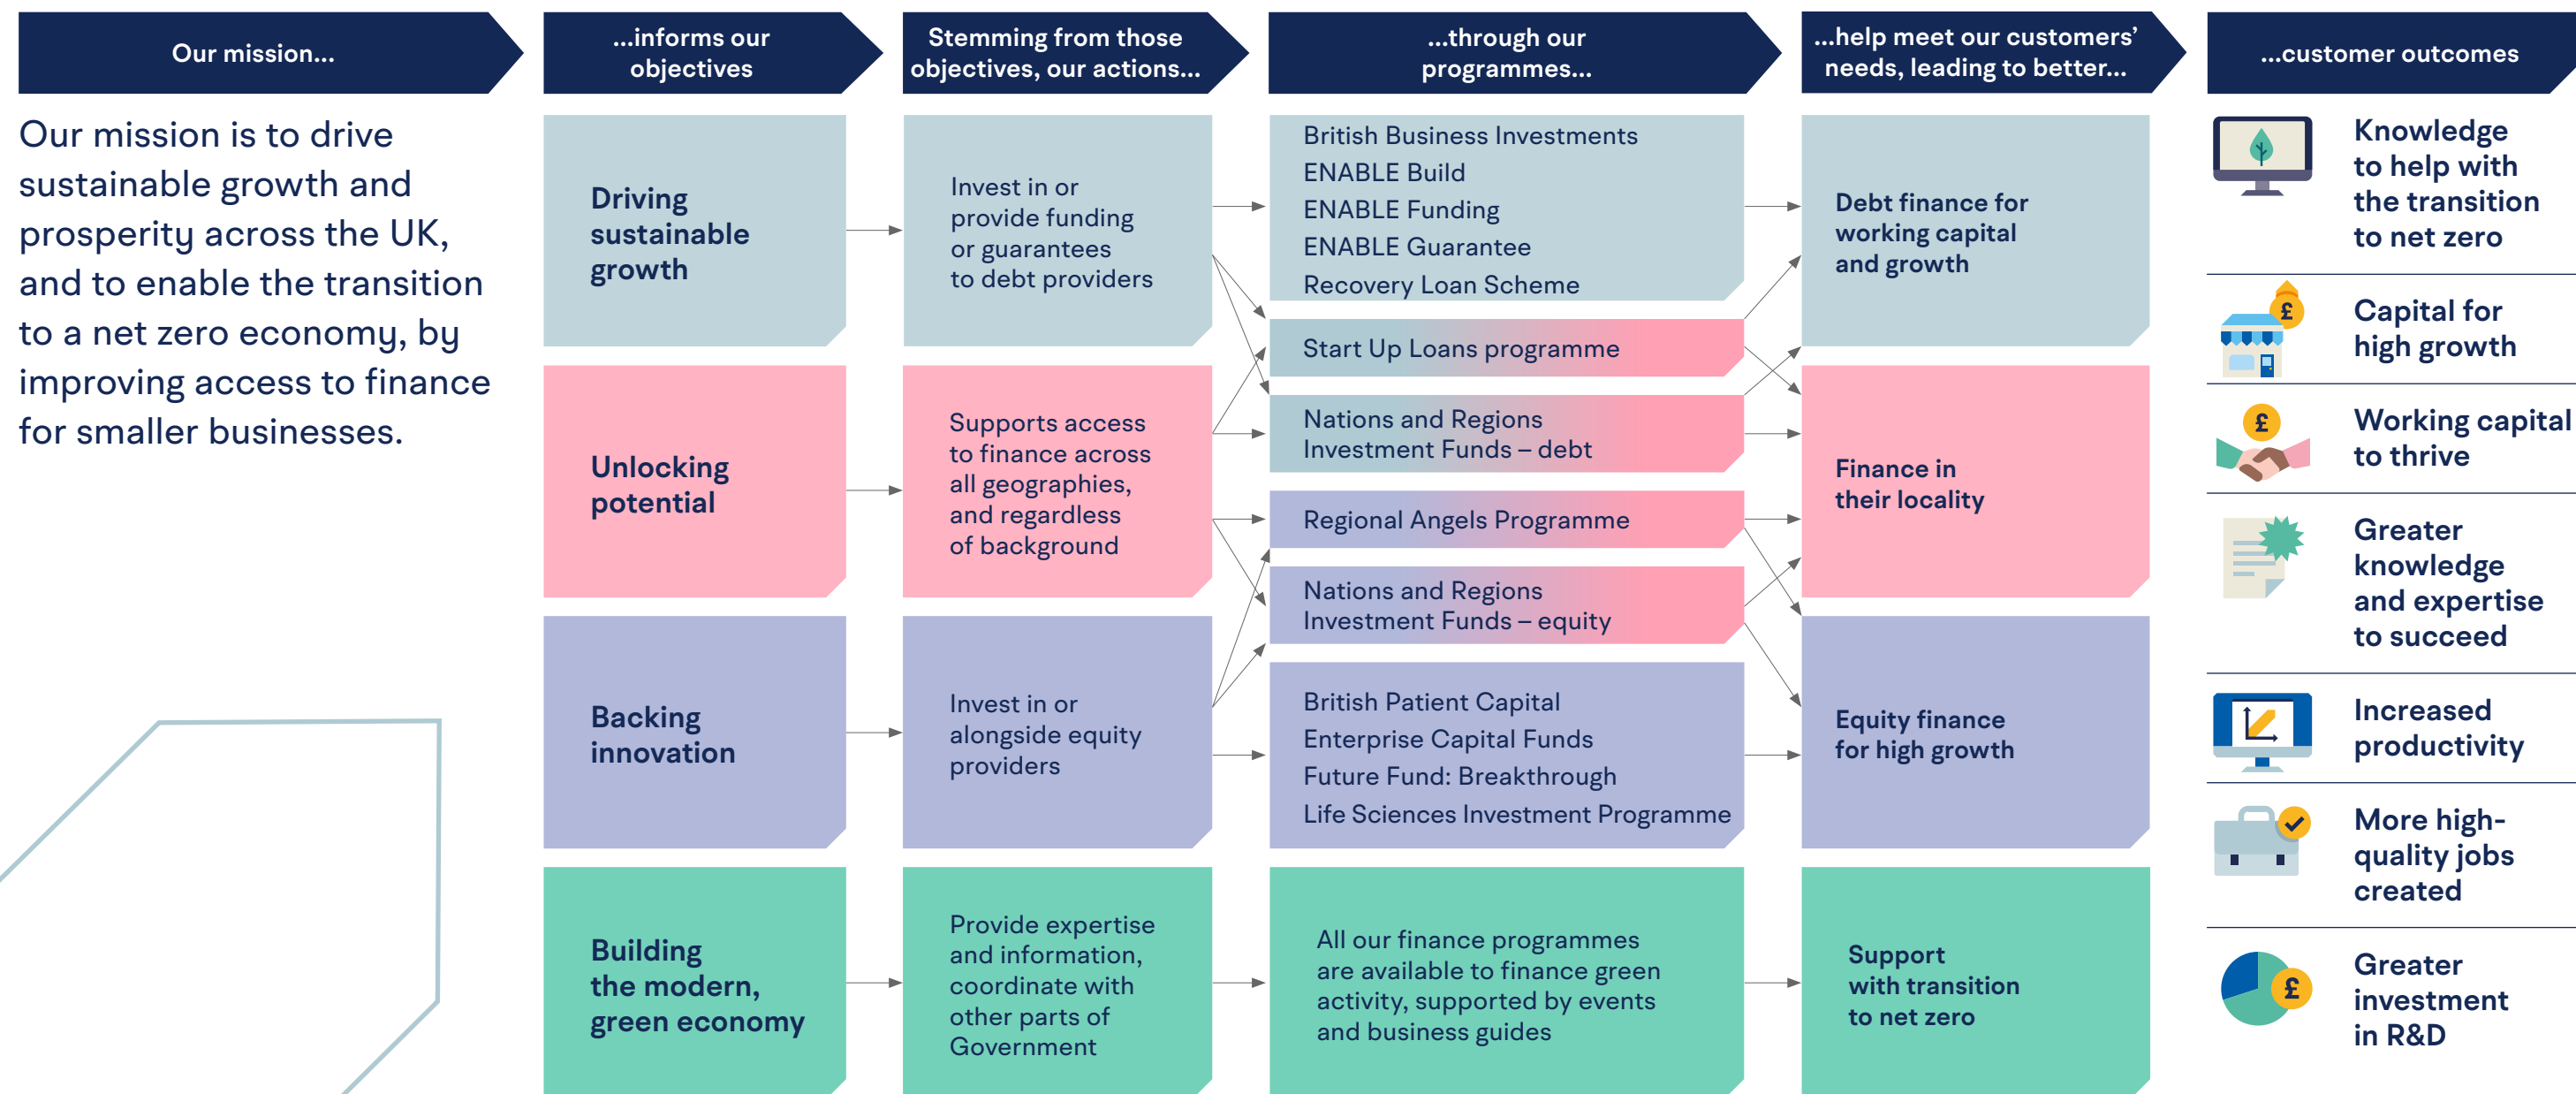 Our mission...
...informs our
objectives
Stemming from those
objectives, our actions...
...through our
programmes...
...help meet our customers’
needs, leading to better...
...customer outcomes
Our mission is to drive
sustainable growth and
prosperity across the UK,
and to enable the transition
to a net zero economy, by
improving access to finance
for smaller businesses.
Driving
sustainable
growth
Unlocking
potential
Backing
innovation
Building
the modern,
green economy
Invest in or
provide funding
or guarantees
to debt providers
Supports access
to finance across
all geographies,
and regardless
of background
Invest in or
alongside equity
providers
Provide expertise
and information,
coordinate with
other parts of
Government
British Business Investments
ENABLE Build
ENABLE Funding
ENABLE Guarantee
Recovery Loan Scheme
Start Up Loans programme
Nations and Regions
Investment Funds – debt
Regional Angels Programme
Nations and Regions
Investment Funds – equity
British Patient Capital
Enterprise Capital Funds
Future Fund: Breakthrough
Life Sciences Investment Programme
All our finance programmes
are available to finance green
activity, supported by events
and business guides
Debt finance for
working capital
and growth
Finance in
their locality
Equity finance
for high growth
Support
with transition
to net zero
Knowledge
to help with
the transition
to net zero
£
Capital for
high growth
£
Working capital
to thrive
Greater
knowledge
and expertise
to succeed
Increased
productivity
More high-
quality jobs
created
£
Greater
investment
in R&D